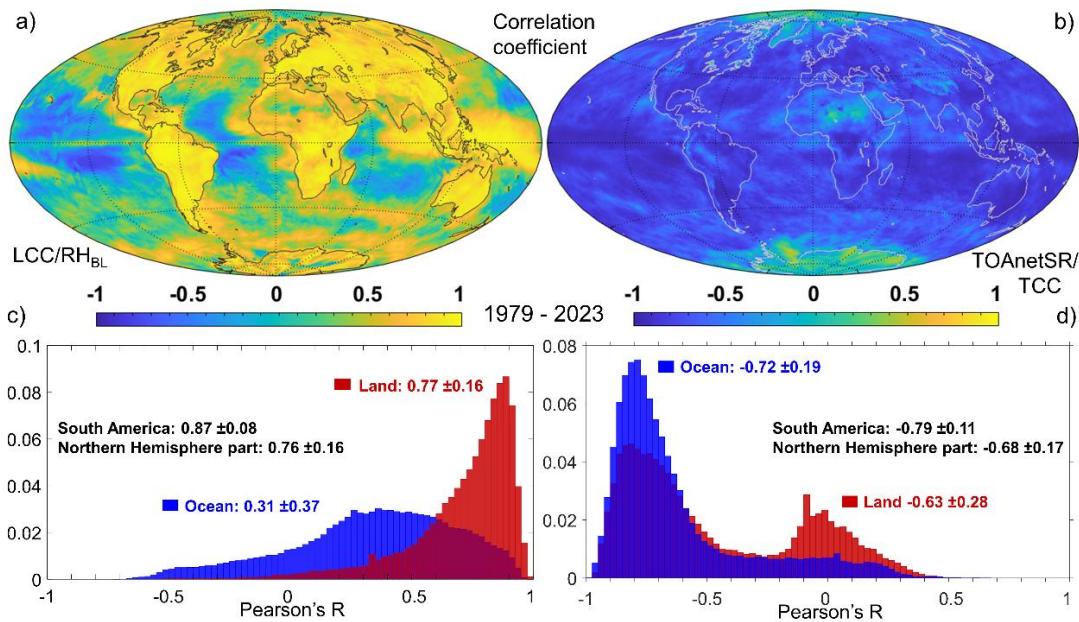 a)
Correlation
coefficient
b)
LCC/RH_BL
TOAnetSR/
TCC
-1 -0.5 0 0.5 1
1979 - 2023
-1 -0.5 0 0.5 1
c)
d)
0.1
0.08
0.06
0.04
0.02
0
Land: 0.77 ±0.16
South America: 0.87 ±0.08
Northern Hemisphere part: 0.76 ±0.16
Ocean: 0.31 ±0.37
-1 -0.5 0 0.5 1
Pearson's R
0.08
0.06
0.04
0.02
0
Ocean: -0.72 ±0.19
South America: -0.79 ±0.11
Northern Hemisphere part: -0.68 ±0.17
Land -0.63 ±0.28
-1 -0.5 0 0.5 1
Pearson's R